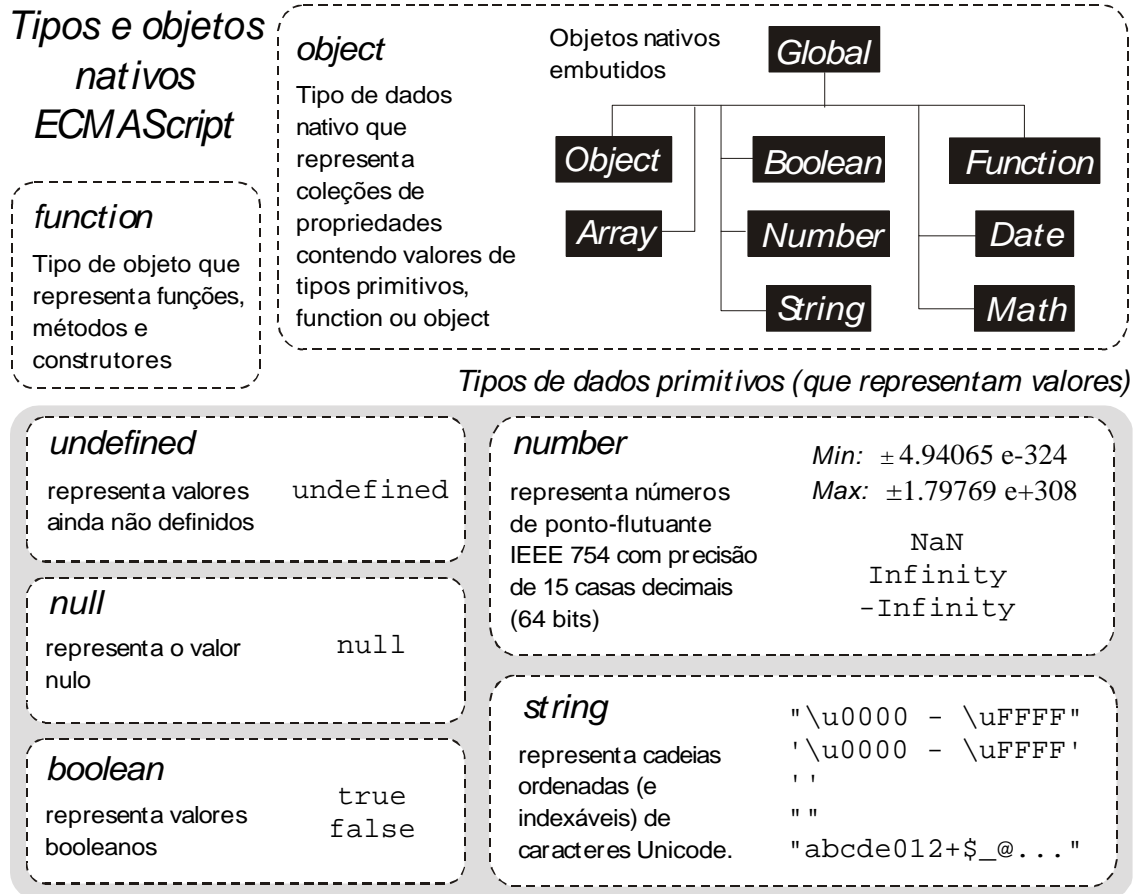 Tipos e objetos
nativos
ECMAScript
function
Tipo de objeto que
representa funções,
métodos e
construtores
object
Tipo de dados
nativo que
representa
coleções de
propriedades
contendo valores de
tipos primitivos,
function ou object
Objetos nativos
embutidos
Global
Object
Boolean
Function
Array
Number
Date
String
Math
Tipos de dados primitivos (que representam valores)
undefined
representa valores
ainda não definidos
undefined
null
representa o valor
nulo
null
boolean
representa valores
booleanos
true
false
number
representa números
de ponto-flutuante
IEEE 754 com precisão
de 15 casas decimais
(64 bits)
Min: ± 4.94065 e-324
Max: ±1.79769 e+308
NaN
Infinity
-Infinity
string
representa cadeias
ordenadas (e
indexáveis) de
caracteres Unicode.
"\u0000 - \uFFFF"
'\u0000 - \uFFFF'
''
""
"abcde012+$_@..."